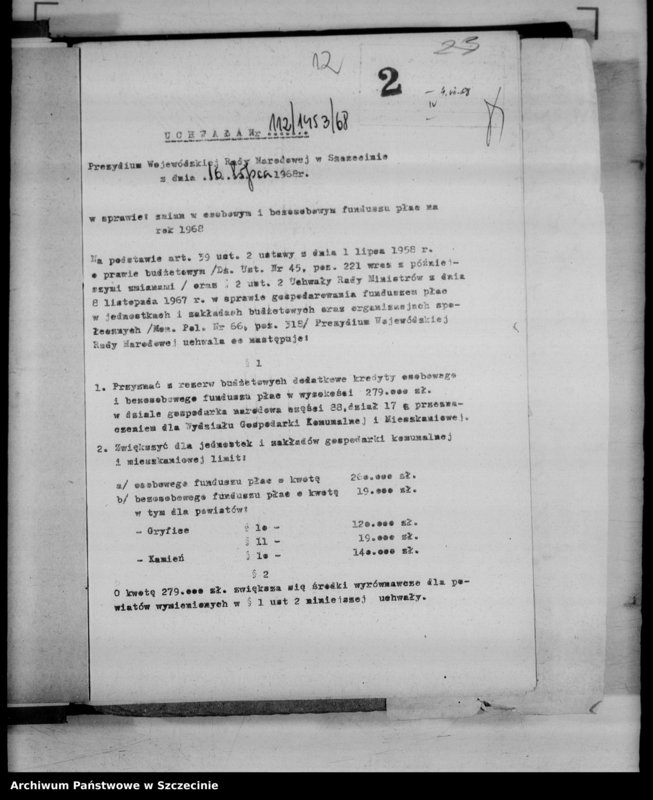 12
23
2
U C H W A Ł A Nr 112/1453/68
Prezydium Wojewódzkiej Rady Narodowej w Szczecinie
z dnia 16 lipca 1968r.
w sprawie: zmian w osobowym i bezosobowym funduszu płac na
rok 1968
Na podstawie art. 39 ust. 2 ustawy z dnia 1 lipca 1958 r.
o prawie budżetowym /Dz. Ust. Nr 45, poz. 221 wraz z później-
szymi zmianami / oraz § 2 ust. 2 Uchwały Rady Ministrów z dnia
8 listopada 1967 r. w sprawie gospodarowania funduszem płac
w jednostkach i zakładach budżetowych oraz organizacjach spo-
łecznych /Mon. Pol. Nr 66, poz. 318/ Prezydium Wojewódzkiej
Rady Narodowej uchwala co następuje:
§ 1
1. Przyznać z rezerw budżetowych dodatkowe kredyty osobowego
i bezosobowego funduszu płac w wysokości 279.ooo zł.
w dziale gospodarka narodowa części 88,dział 17 z przezna-
czeniem dla Wydziału Gospodarki Komunalnej i Mieszkaniowej.
2. Zwiększyć dla jednostek i zakładów gospodarki komunalnej
i mieszkaniowej limit:
a/ osobowego funduszu płac o kwotę 26o.ooo zł.
b/ bezosobowego funduszu płac o kwotę 19.ooo zł.
w tym dla powiatów:
- Gryfice § 1o - 12o.ooo zł.
§ 11 - 19.ooo zł.
- Kamień § 1o - 14o.ooo zł.
§ 2
O kwotę 279.ooo zł. zwiększa się środki wyrównawcze dla po-
wiatów wymienionych w § 1 ust 2 niniejszej uchwały.
Archiwum Państwowe w Szczecinie